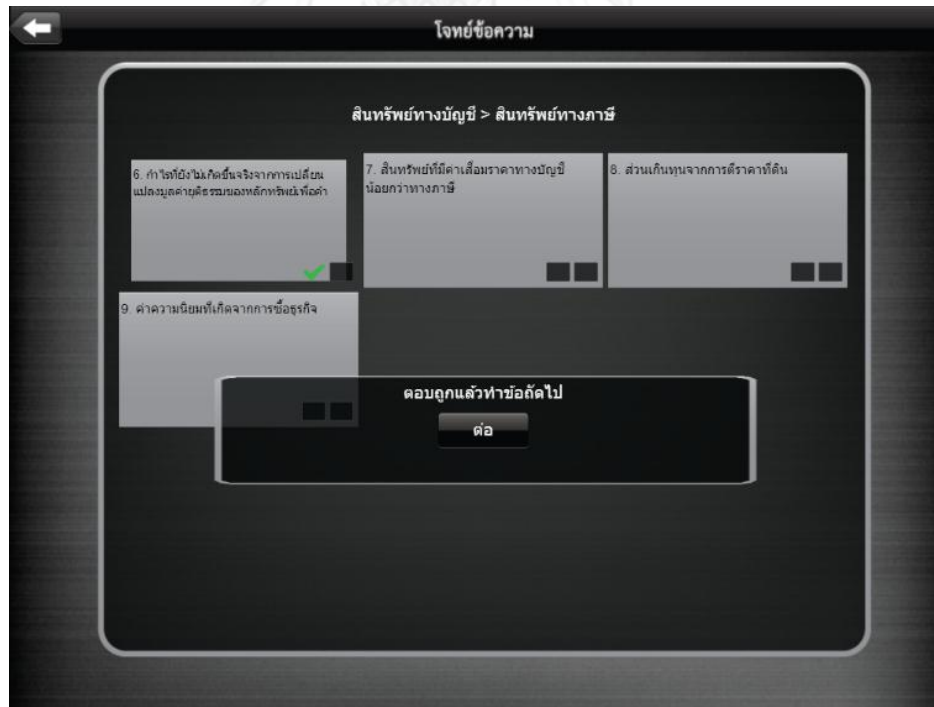 โจทย์ข้อความ
สินทรัพย์ทางบัญชี > สินทรัพย์ทางภาษี
6. กำไรที่ยังไม่เกิดขึ้นจริงจากการเปลี่ยน
แปลงมูลค่ายุติธรรมของหลักทรัพย์เพื่อค้า
7. สินทรัพย์ที่มีค่าเสื่อมราคาทางบัญชี
น้อยกว่าทางภาษี
8. ส่วนเกินทุนจากการตีราคาที่ดิน
9. ค่าความนิยมที่เกิดจากการซื้อธุรกิจ
ตอบถูกแล้วทำข้อถัดไป
ต่อ